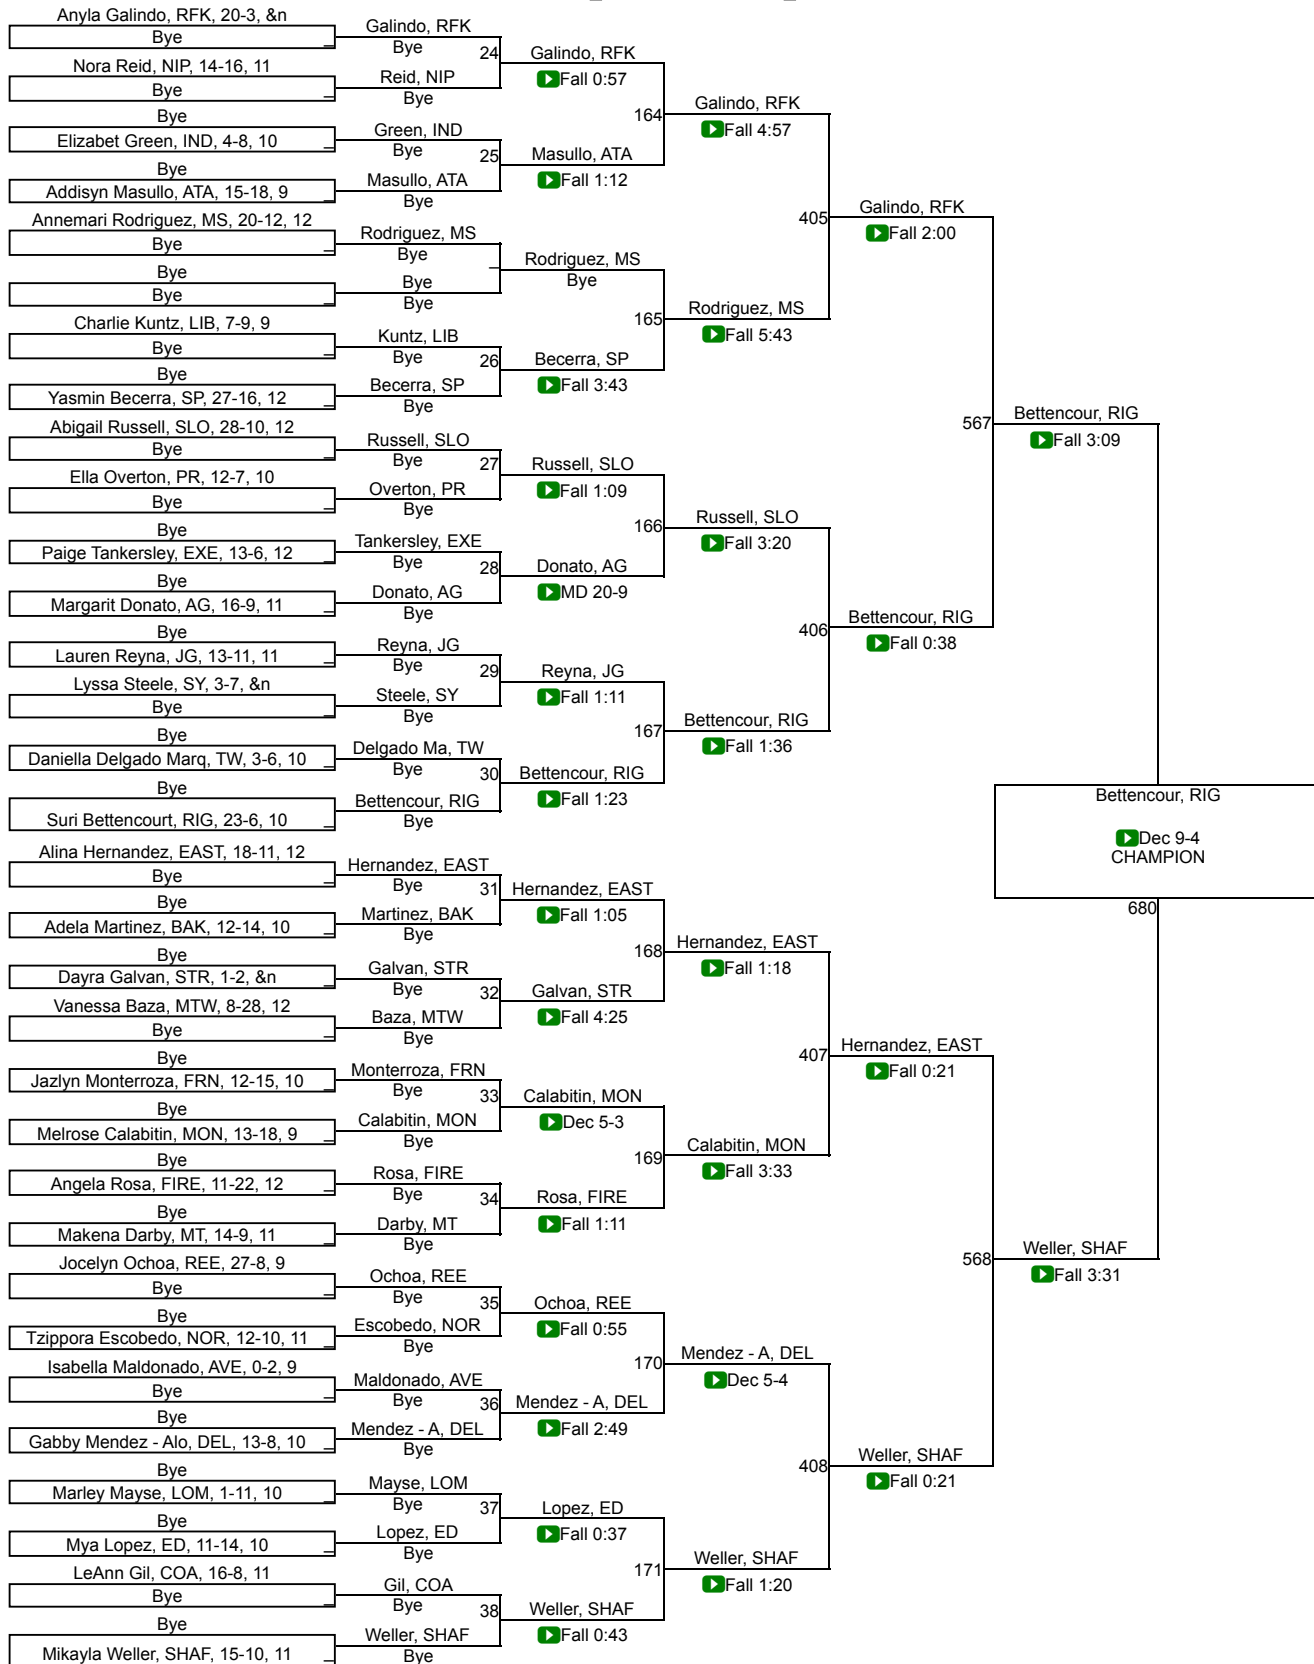 Anyla Galindo, RFK, 20-3, &n
Bye
Nora Reid, NIP, 14-16, 11
Bye
Bye
Elizabet Green, IND, 4-8, 10
Bye
Addisyn Masullo, ATA, 15-18, 9
Annemari Rodriguez, MS, 20-12, 12
Bye
Bye
Bye
Charlie Kuntz, LIB, 7-9, 9
Bye
Bye
Yasmin Becerra, SP, 27-16, 12
Abigail Russell, SLO, 28-10, 12
Bye
Ella Overton, PR, 12-7, 10
Bye
Bye
Paige Tankersley, EXE, 13-6, 12
Bye
Margarit Donato, AG, 16-9, 11
Bye
Lauren Reyna, JG, 13-11, 11
Lyssa Steele, SY, 3-7, &n
Bye
Bye
Daniella Delgado Marq, TW, 3-6, 10
Bye
Suri Bettencourt, RIG, 23-6, 10
Alina Hernandez, EAST, 18-11, 12
Bye
Bye
Adela Martinez, BAK, 12-14, 10
Bye
Dayra Galvan, STR, 1-2, &n
Vanessa Baza, MTW, 8-28, 12
Bye
Bye
Jazlyn Monterroza, FRN, 12-15, 10
Bye
Melrose Calabitin, MON, 13-18, 9
Bye
Angela Rosa, FIRE, 11-22, 12
Bye
Makena Darby, MT, 14-9, 11
Jocelyn Ochoa, REE, 27-8, 9
Bye
Bye
Tzippora Escobedo, NOR, 12-10, 11
Isabella Maldonado, AVE, 0-2, 9
Bye
Bye
Gabby Mendez - Alo, DEL, 13-8, 10
Bye
Marley Mayse, LOM, 1-11, 10
Bye
Mya Lopez, ED, 11-14, 10
LeAnn Gil, COA, 16-8, 11
Bye
Bye
Mikayla Weller, SHAF, 15-10, 11
Galindo, RFK
Bye
24
Reid, NIP
Bye
Green, IND
Bye
25
Masullo, ATA
Bye
Rodriguez, MS
Bye
_
Bye
Bye
Kuntz, LIB
Bye
26
Becerra, SP
Bye
Russell, SLO
Bye
27
Overton, PR
Bye
Tankersley, EXE
Bye
28
Donato, AG
Bye
Reyna, JG
Bye
29
Steele, SY
Bye
Delgado Ma, TW
Bye
30
Bettencour, RIG
Bye
Hernandez, EAST
Bye
31
Martinez, BAK
Bye
Galvan, STR
Bye
32
Baza, MTW
Bye
Monterroza, FRN
Bye
33
Calabitin, MON
Bye
Rosa, FIRE
Bye
34
Darby, MT
Bye
Ochoa, REE
Bye
35
Escobedo, NOR
Bye
Maldonado, AVE
Bye
36
Mendez - A, DEL
Bye
Mayse, LOM
Bye
37
Lopez, ED
Bye
Gil, COA
Bye
38
Weller, SHAF
Bye
Galindo, RFK
Fall 0:57
164
Masullo, ATA
Fall 1:12
Rodriguez, MS
Bye
165
Becerra, SP
Fall 3:43
Russell, SLO
Fall 1:09
166
Donato, AG
MD 20-9
Reyna, JG
Fall 1:11
167
Bettencour, RIG
Fall 1:23
Hernandez, EAST
Fall 1:05
168
Galvan, STR
Fall 4:25
Calabitin, MON
Dec 5-3
169
Rosa, FIRE
Fall 1:11
Ochoa, REE
Fall 0:55
170
Mendez - A, DEL
Fall 2:49
Lopez, ED
Fall 0:37
171
Weller, SHAF
Fall 0:43
Galindo, RFK
Fall 4:57
405
Rodriguez, MS
Fall 5:43
Russell, SLO
Fall 3:20
406
Bettencour, RIG
Fall 1:36
Hernandez, EAST
Fall 1:18
407
Calabitin, MON
Fall 3:33
Mendez - A, DEL
Dec 5-4
408
Weller, SHAF
Fall 1:20
Galindo, RFK
Fall 2:00
567
Bettencour, RIG
Fall 0:38
Hernandez, EAST
Fall 0:21
568
Weller, SHAF
Fall 0:21
Bettencour, RIG
Fall 3:09
Bettencour, RIG
Dec 9-4
CHAMPION
680
Weller, SHAF
Fall 3:31